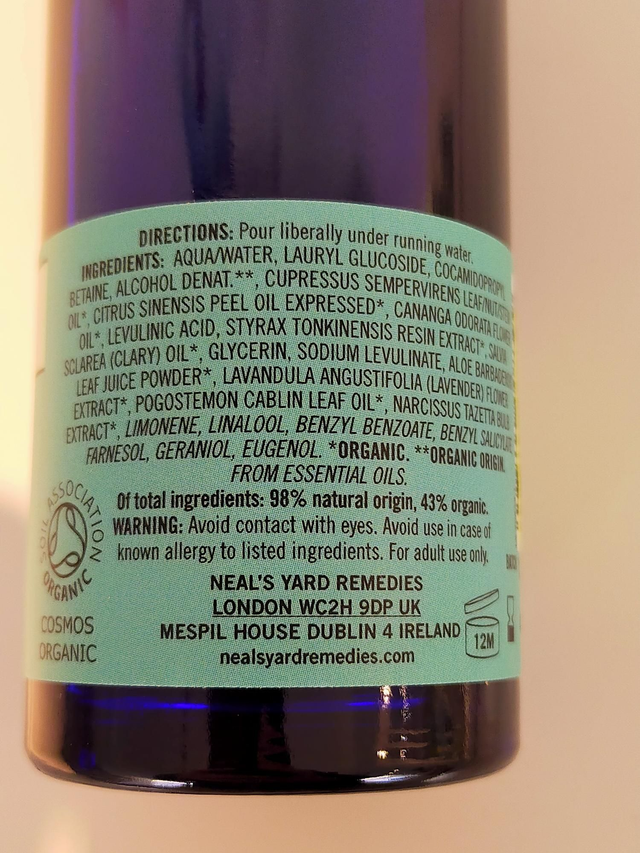 DIRECTIONS: Pour liberally under running water.
INGREDIENTS: AQUA/WATER, LAURYL GLUCOSIDE, COCAMIDOPROPYL
BETAINE, ALCOHOL DENAT.**, CUPRESSUS SEMPERVIRENS LEAF/NUT/STEM
OIL*, CITRUS SINENSIS PEEL OIL EXPRESSED*, CANANGA ODORATA FLOWER
OIL*, LEVULINIC ACID, STYRAX TONKINENSIS RESIN EXTRACT*, SALVIA
SCLAREA (CLARY) OIL*, GLYCERIN, SODIUM LEVULINATE, ALOE BARBADENSIS
LEAF JUICE POWDER*, LAVANDULA ANGUSTIFOLIA (LAVENDER) FLOWER
EXTRACT*, POGOSTEMON CABLIN LEAF OIL*, NARCISSUS TAZETTA BULB
EXTRACT*, LIMONENE, LINALOOL, BENZYL BENZOATE, BENZYL SALICYLATE,
FARNESOL, GERANIOL, EUGENOL. *ORGANIC. **ORGANIC ORIGIN.
FROM ESSENTIAL OILS.
Of total ingredients: 98% natural origin, 43% organic.
WARNING: Avoid contact with eyes. Avoid use in case of
known allergy to listed ingredients. For adult use only.
SOIL ASSOCIATION
ORGANIC
COSMOS
ORGANIC
NEAL'S YARD REMEDIES
LONDON WC2H 9DP UK
MESPIL HOUSE DUBLIN 4 IRELAND
nealsyardremedies.com
12M